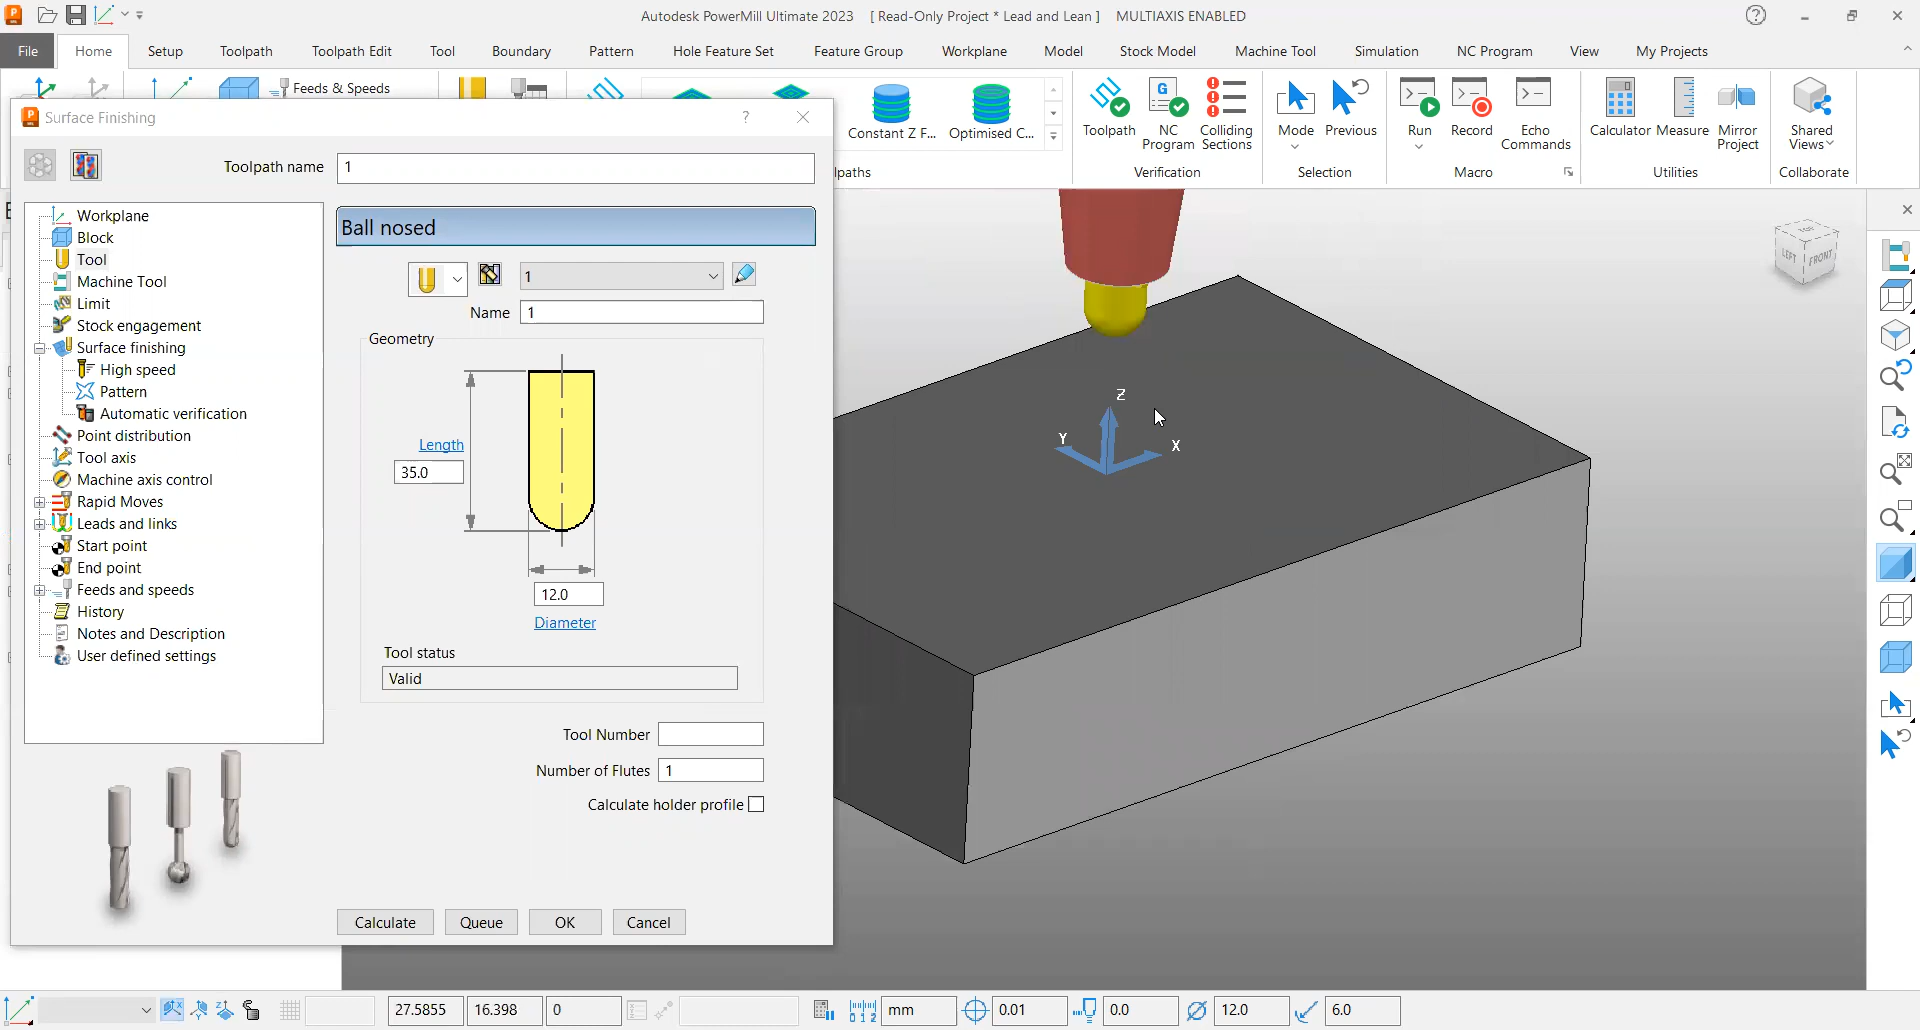 Autodesk PowerMill Ultimate 2023 [ Read-Only Project * Lead and Lean ] MULTIAXIS ENABLED
File Home Setup Toolpath Toolpath Edit Tool Boundary Pattern Hole Feature Set Feature Group Workplane Model Stock Model Machine Tool Simulation NC Program View My Projects
Feeds & Speeds
Constant Z F... Optimised C...
Toolpath NC Program Colliding Sections
Mode Previous
Run Record Echo Commands
Calculator Measure Mirror Project
Shared Views
lpaths Verification Selection Macro Utilities Collaborate
Surface Finishing ?
Toolpath name 1
Workplane
Block
Tool
Machine Tool
Limit
Stock engagement
Surface finishing
High speed
Pattern
Automatic verification
Point distribution
Tool axis
Machine axis control
Rapid Moves
Leads and links
Start point
End point
Feeds and speeds
History
Notes and Description
User defined settings
Ball nosed
1
Name 1
Geometry
Length
35.0
12.0
Diameter
Tool status
Valid
Tool Number
Number of Flutes 1
Calculate holder profile
Calculate Queue OK Cancel
Z
Y
X
TOP
LEFT FRONT
27.5855 16.398 0 mm 0.01 0.0 12.0 6.0